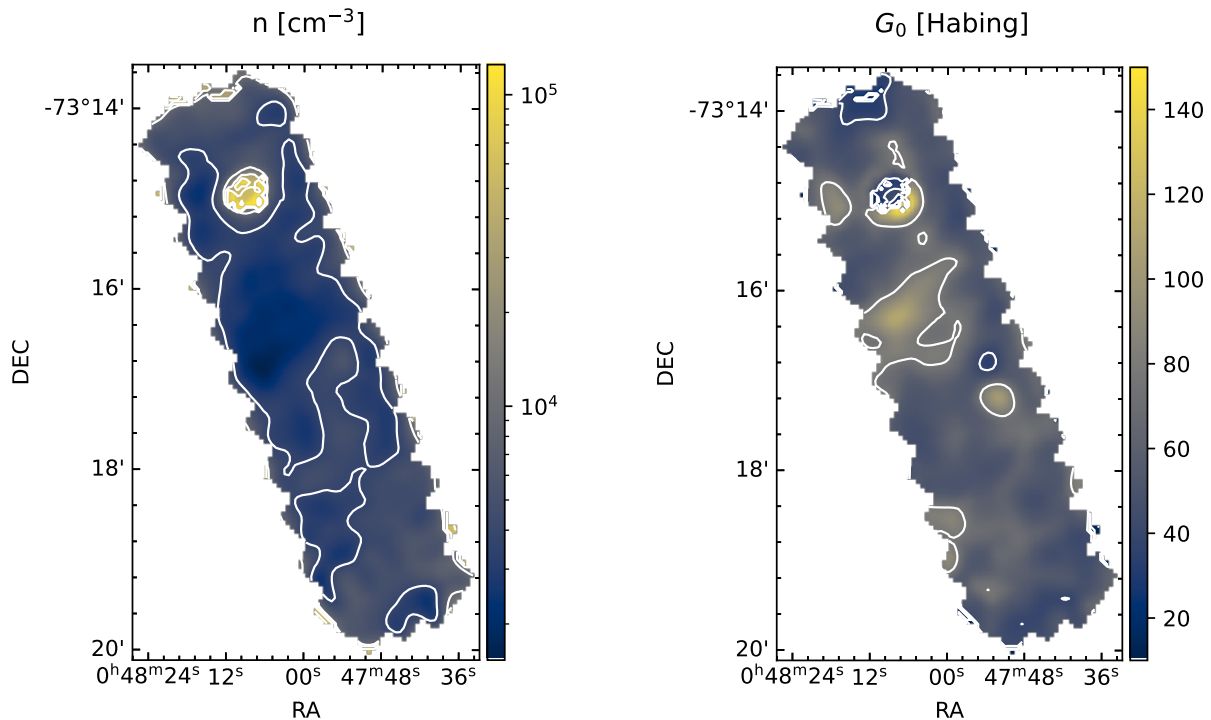 n [cm⁻³]
-73°14'
16'
18'
20'
0ʰ48ᵐ24ˢ 12ˢ 00ˢ 47ᵐ48ˢ 36ˢ
RA
DEC
10⁵
10⁴
G₀ [Habing]
-73°14'
16'
18'
20'
0ʰ48ᵐ24ˢ 12ˢ 00ˢ 47ᵐ48ˢ 36ˢ
RA
DEC
140
120
100
80
60
40
20